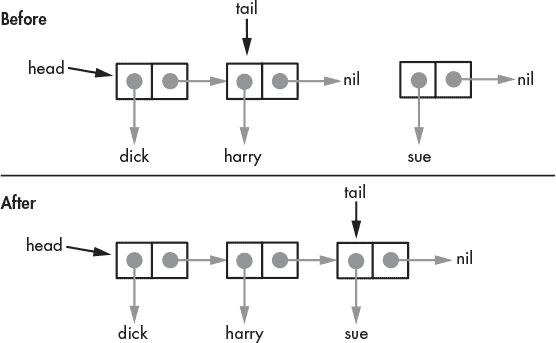 Before
tail
head
nil
nil
dick
harry
sue
After
tail
head
nil
dick
harry
sue